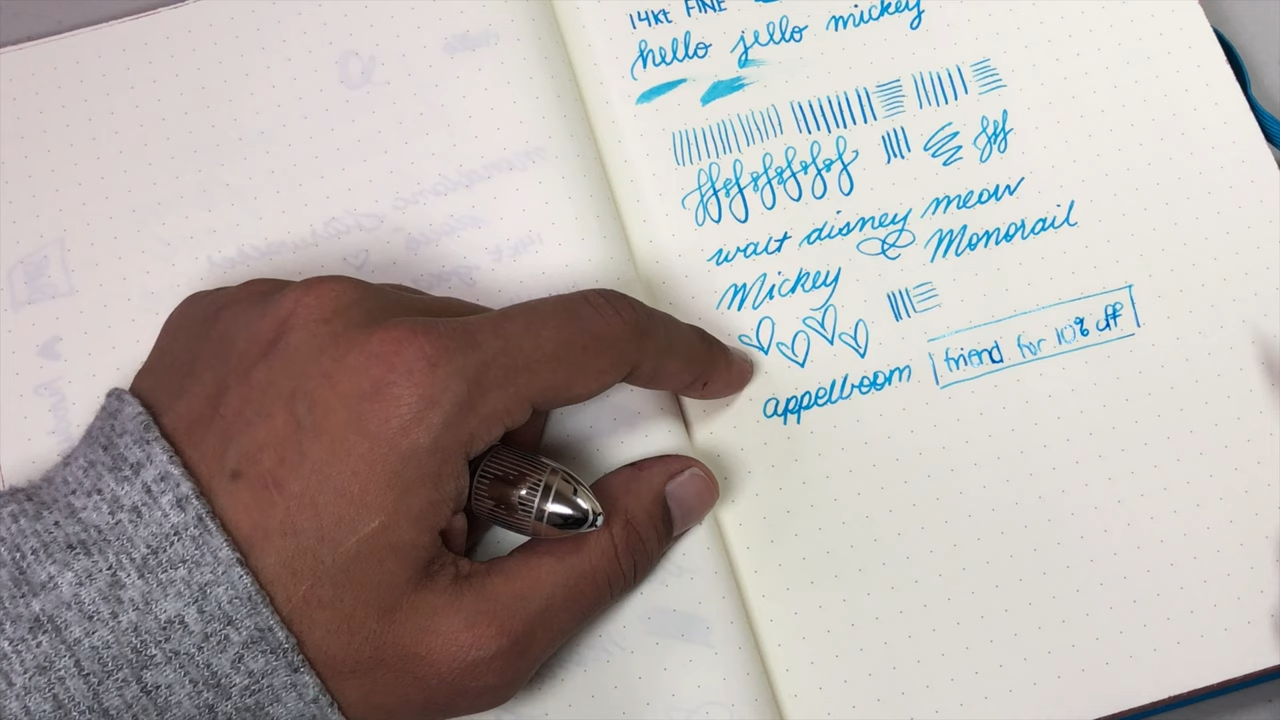 14kt FINE
hello jello mickey
walt disney meow
Mickey Monorail
appelboom friend for 10% off